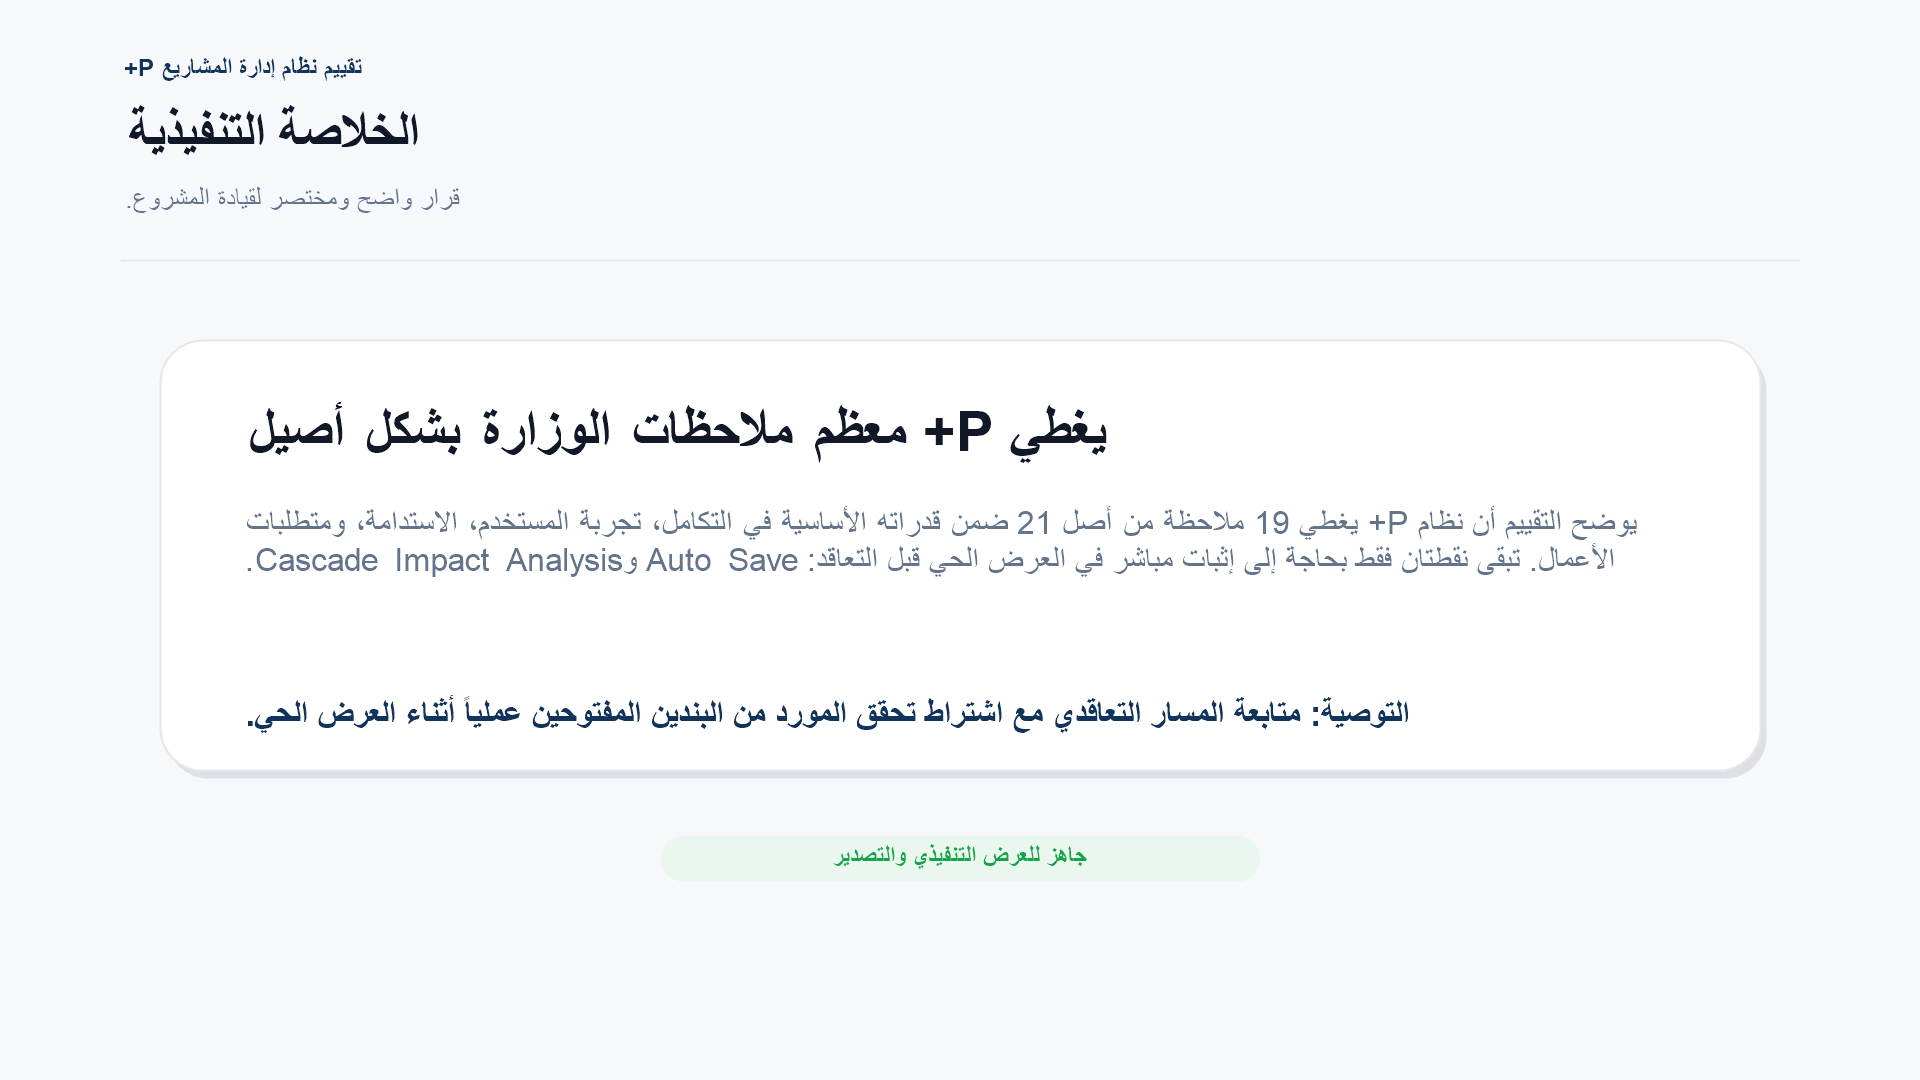 تقييم نظام إدارة المشاريع P+
الخلاصة التنفيذية
قرار واضح ومختصر لقيادة المشروع.
يغطي P+ معظم ملاحظات الوزارة بشكل أصيل
يوضح التقييم أن نظام P+ يغطي 19 ملاحظة من أصل 21 ضمن قدراته الأساسية في التكامل، تجربة المستخدم، الاستدامة، ومتطلبات
الأعمال. تبقى نقطتان فقط بحاجة إلى إثبات مباشر في العرض الحي قبل التعاقد: Auto Save وCascade Impact Analysis.
التوصية: متابعة المسار التعاقدي مع اشتراط تحقق المورد من البندين المفتوحين عملياً أثناء العرض الحي.
جاهز للعرض التنفيذي والتصدير